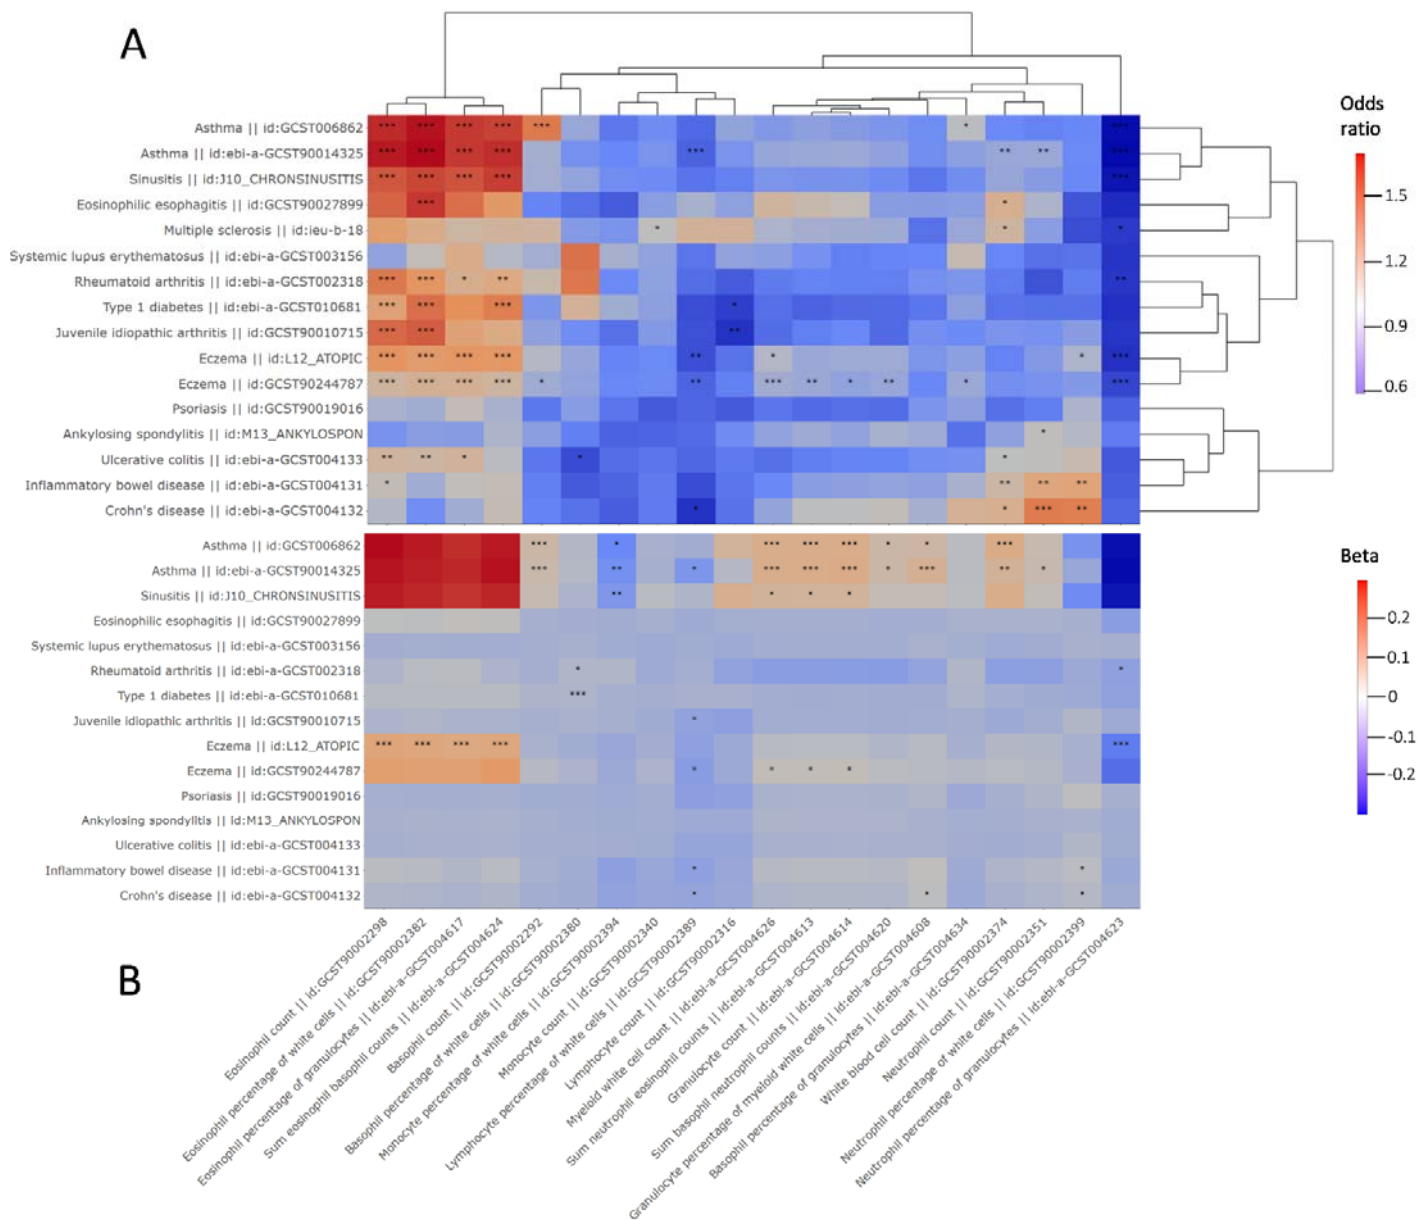 A
Odds
ratio
1.5
1.2
0.9
0.6
Asthma || id:GCST006862
*** *** *** *** *** * ***
Asthma || id:ebi-a-GCST90014325
*** *** *** *** *** ** ** ***
Sinusitis || id:J10_CHRONSINUSITIS
*** *** *** *** ***
Eosinophilic esophagitis || id:GCST90027899
*** *
Multiple sclerosis || id:ieu-b-18
* * *
Systemic lupus erythematosus || id:ebi-a-GCST003156
Rheumatoid arthritis || id:ebi-a-GCST002318
*** *** * ** **
Type 1 diabetes || id:ebi-a-GCST010681
*** *** *** *
Juvenile idiopathic arthritis || id:GCST90010715
*** *** **
Eczema || id:L12_ATOPIC
*** *** *** *** ** * * ***
Eczema || id:GCST90244787
*** *** *** *** * ** *** ** * ** * ***
Psoriasis || id:GCST90019016
Ankylosing spondylitis || id:M13_ANKYLOSPON
*
Ulcerative colitis || id:ebi-a-GCST004133
** ** * * *
Inflammatory bowel disease || id:ebi-a-GCST004131
* ** ** **
Crohn's disease || id:ebi-a-GCST004132
* * *** **
Beta
0.2
0.1
0
-0.1
-0.2
Asthma || id:GCST006862
*** * *** *** *** * * ***
Asthma || id:ebi-a-GCST90014325
*** ** * *** *** *** * *** ** *
Sinusitis || id:J10_CHRONSINUSITIS
** * * *
Eosinophilic esophagitis || id:GCST90027899
Systemic lupus erythematosus || id:ebi-a-GCST003156
Rheumatoid arthritis || id:ebi-a-GCST002318
* *
Type 1 diabetes || id:ebi-a-GCST010681
***
Juvenile idiopathic arthritis || id:GCST90010715
*
Eczema || id:L12_ATOPIC
*** *** *** *** ***
Eczema || id:GCST90244787
* * * *
Psoriasis || id:GCST90019016
Ankylosing spondylitis || id:M13_ANKYLOSPON
Ulcerative colitis || id:ebi-a-GCST004133
Inflammatory bowel disease || id:ebi-a-GCST004131
* *
Crohn's disease || id:ebi-a-GCST004132
* * *
B
Eosinophil count || id:GCST90002298
Eosinophil percentage of white cells || id:GCST90002382
Eosinophil percentage of granulocytes || id:ebi-a-GCST004617
Sum eosinophil basophil counts || id:ebi-a-GCST004624
Basophil count || id:GCST90002292
Basophil percentage of white cells || id:GCST90002380
Monocyte percentage of white cells || id:GCST90002394
Monocyte count || id:GCST90002340
Lymphocyte percentage of white cells || id:GCST90002389
Lymphocyte count || id:GCST90002316
Myeloid white cell count || id:ebi-a-GCST004626
Sum neutrophil eosinophil counts || id:ebi-a-GCST004613
Granulocyte count || id:ebi-a-GCST004614
Sum basophil neutrophil counts || id:ebi-a-GCST004620
Granulocyte percentage of myeloid white cells || id:ebi-a-GCST004608
Basophil percentage of granulocytes || id:ebi-a-GCST004634
White blood cell count || id:GCST90002374
Neutrophil count || id:GCST90002351
Neutrophil percentage of white cells || id:GCST90002399
Neutrophil percentage of granulocytes || id:ebi-a-GCST004623